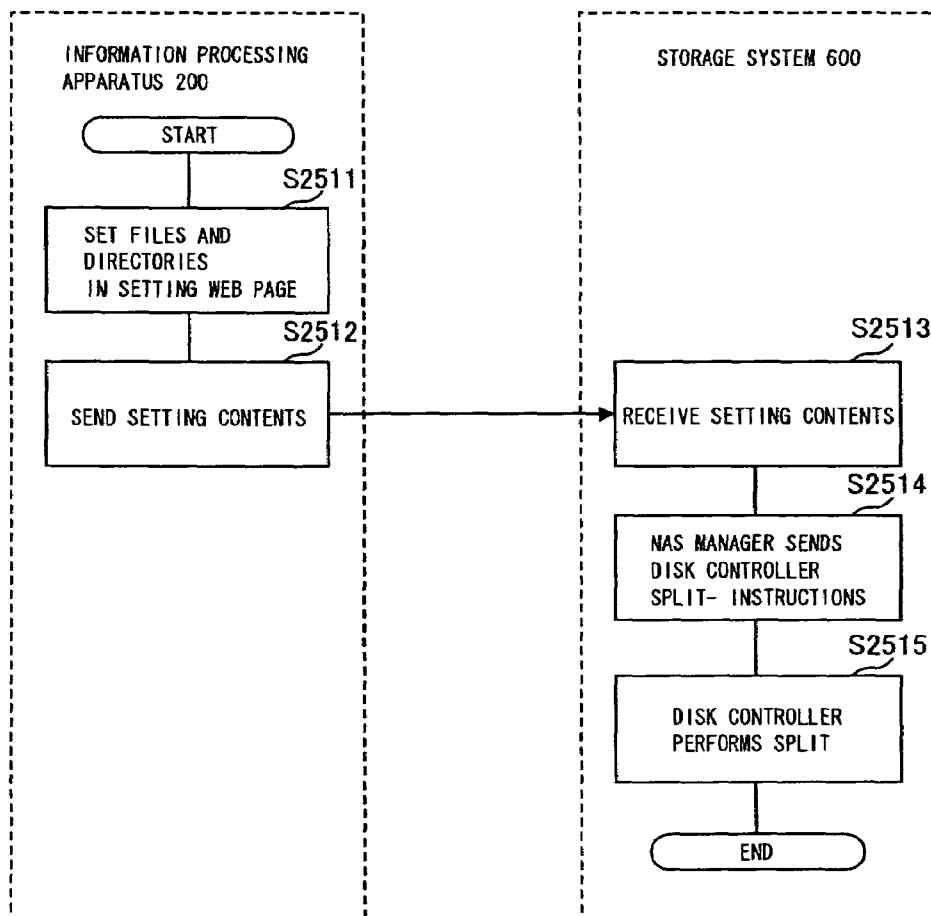 INFORMATION PROCESSING
APPARATUS 200
START
S2511
SET FILES AND
DIRECTORIES
IN SETTING WEB PAGE
S2512
SEND SETTING CONTENTS
STORAGE SYSTEM 600
S2513
RECEIVE SETTING CONTENTS
S2514
NAS MANAGER SENDS
DISK CONTROLLER
SPLIT- INSTRUCTIONS
S2515
DISK CONTROLLER
PERFORMS SPLIT
END